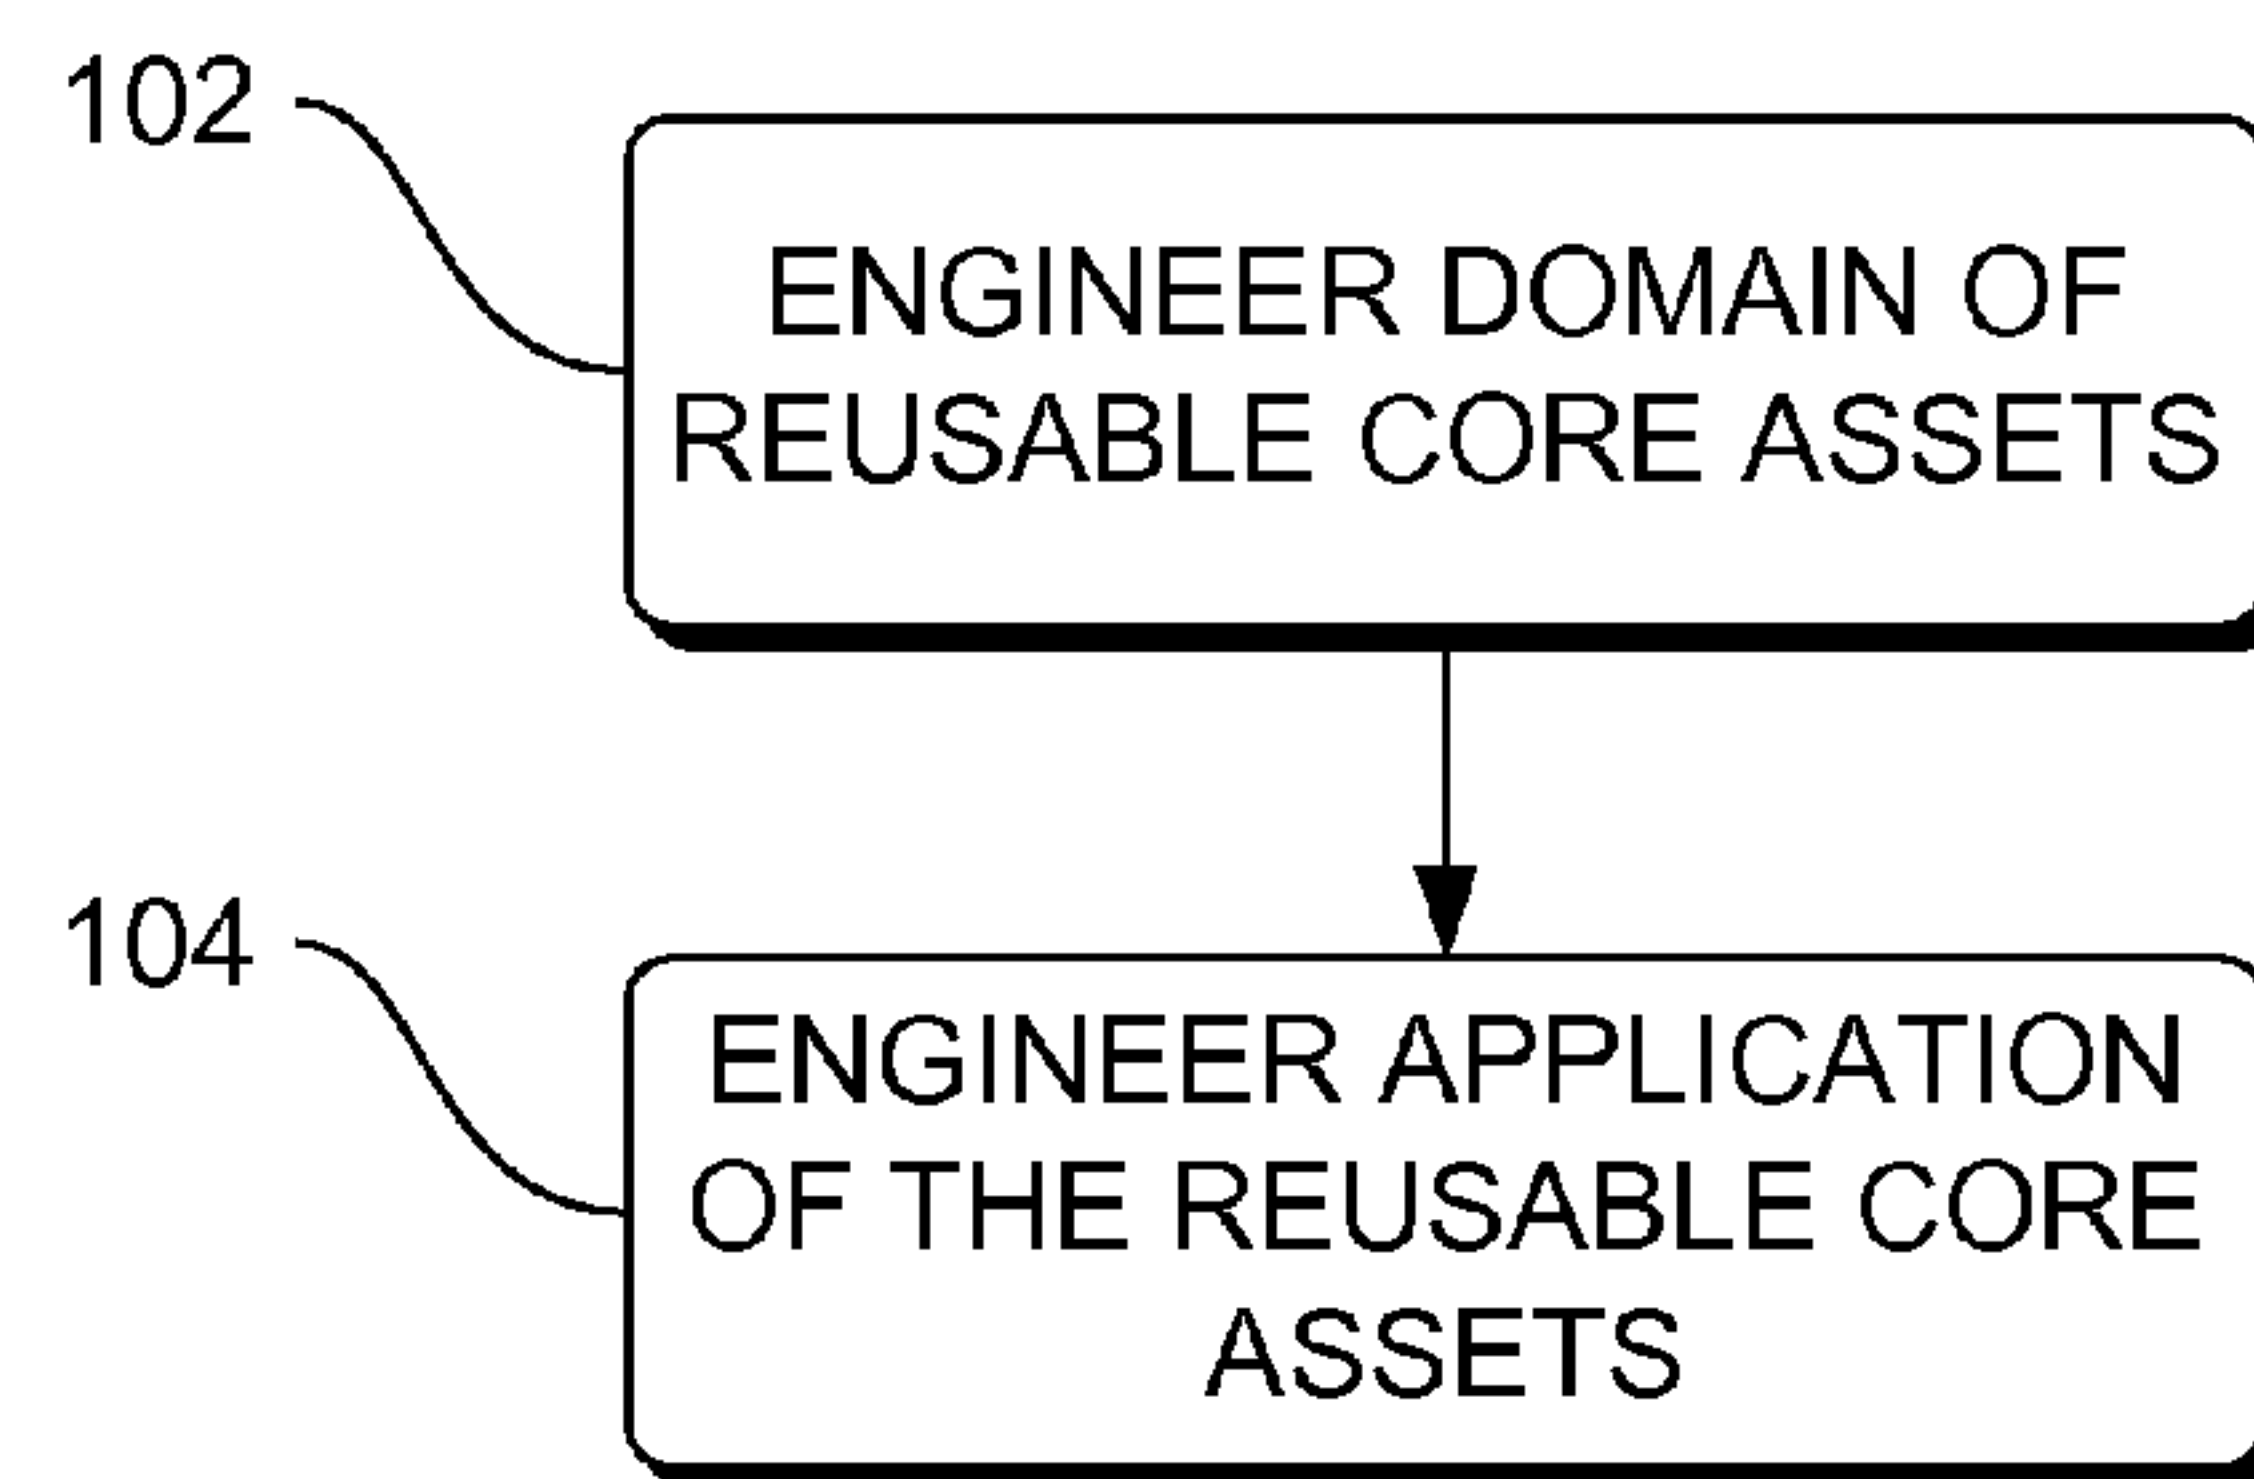 102
ENGINEER DOMAIN OF
REUSABLE CORE ASSETS
104
ENGINEER APPLICATION
OF THE REUSABLE CORE
ASSETS